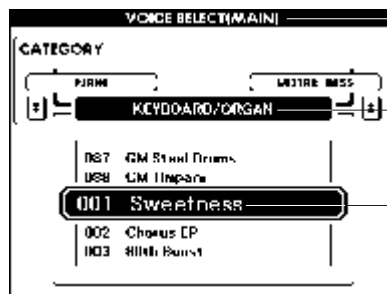 VOICE SELECT(MAIN)
CATEGORY
PIANO GUITAR BASS
KEYBOARD/ORGAN
087 GM Steel Drums
088 GM Timpani
001 Sweetness
002 Chorus EP
003